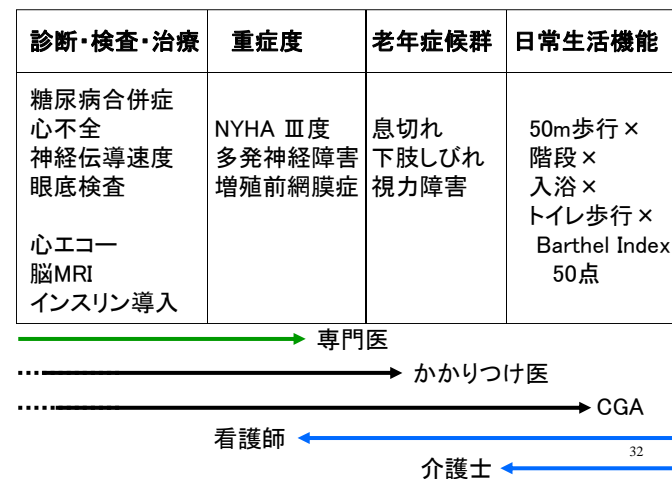 診断・検査・治療
重症度
老年症候群
日常生活機能
糖尿病合併症
心不全
神経伝導速度
眼底検査
心エコー
脳MRI
インスリン導入
NYHA Ⅲ度
多発神経障害
増殖前網膜症
息切れ
下肢しびれ
視力障害
50m歩行×
階段×
入浴×
トイレ歩行×
Barthel Index
50点
専門医
かかりつけ医
CGA
看護師
介護士
32